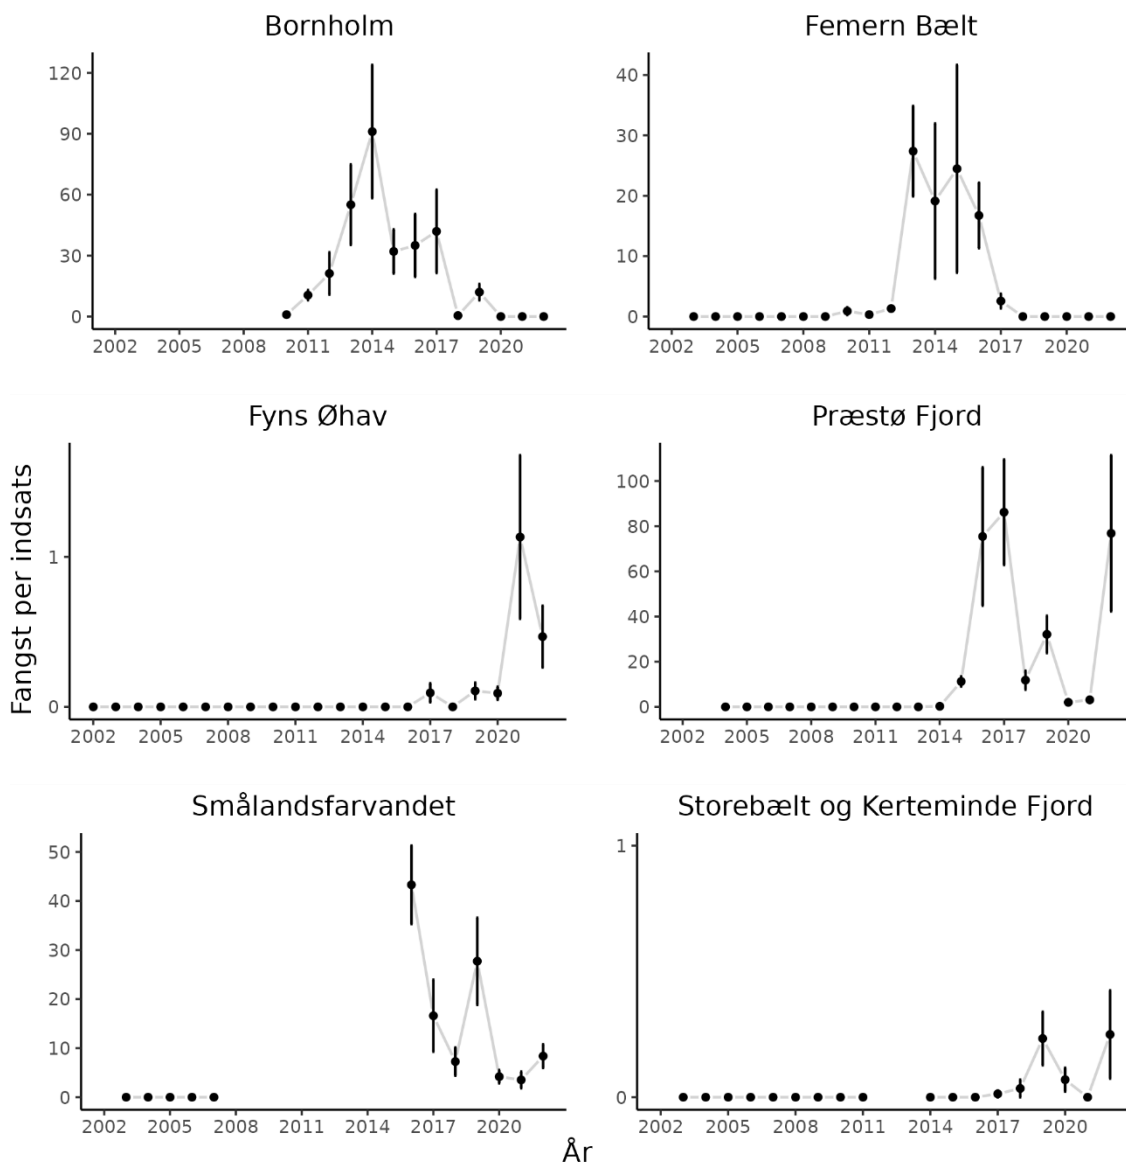 Bornholm
Femern Bælt
120
90
60
30
0
2002 2005 2008 2011 2014 2017 2020
40
30
20
10
0
2002 2005 2008 2011 2014 2017 2020
Fangst per indsats
Fyns Øhav
Præstø Fjord
1
0
2002 2005 2008 2011 2014 2017 2020
100
80
60
40
20
0
2002 2005 2008 2011 2014 2017 2020
Smålandsfarvandet
Storebælt og Kerteminde Fjord
50
40
30
20
10
0
2002 2005 2008 2011 2014 2017 2020
1
0
2002 2005 2008 2011 2014 2017 2020
År